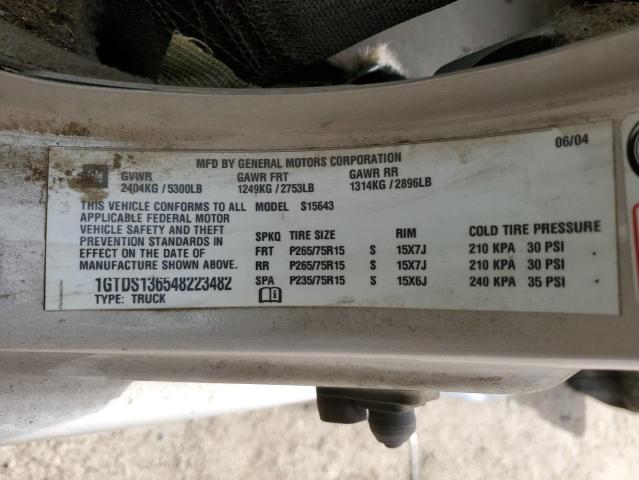 06/04
MFD BY GENERAL MOTORS CORPORATION
GM GVWR GAWR FRT GAWR RR
2404KG / 5300LB 1249KG / 2753LB 1314KG / 2896LB
THIS VEHICLE CONFORMS TO ALL MODEL S15643
APPLICABLE FEDERAL MOTOR
VEHICLE SAFETY AND THEFT
PREVENTION STANDARDS IN
EFFECT ON THE DATE OF
MANUFACTURE SHOWN ABOVE.
SPKQ TIRE SIZE RIM COLD TIRE PRESSURE
FRT P265/75R15 S 15X7J 210 KPA 30 PSI
RR P265/75R15 S 15X7J 210 KPA 30 PSI
SPA P235/75R15 S 15X6J 240 KPA 35 PSI
1GTDS136548223482
TYPE: TRUCK